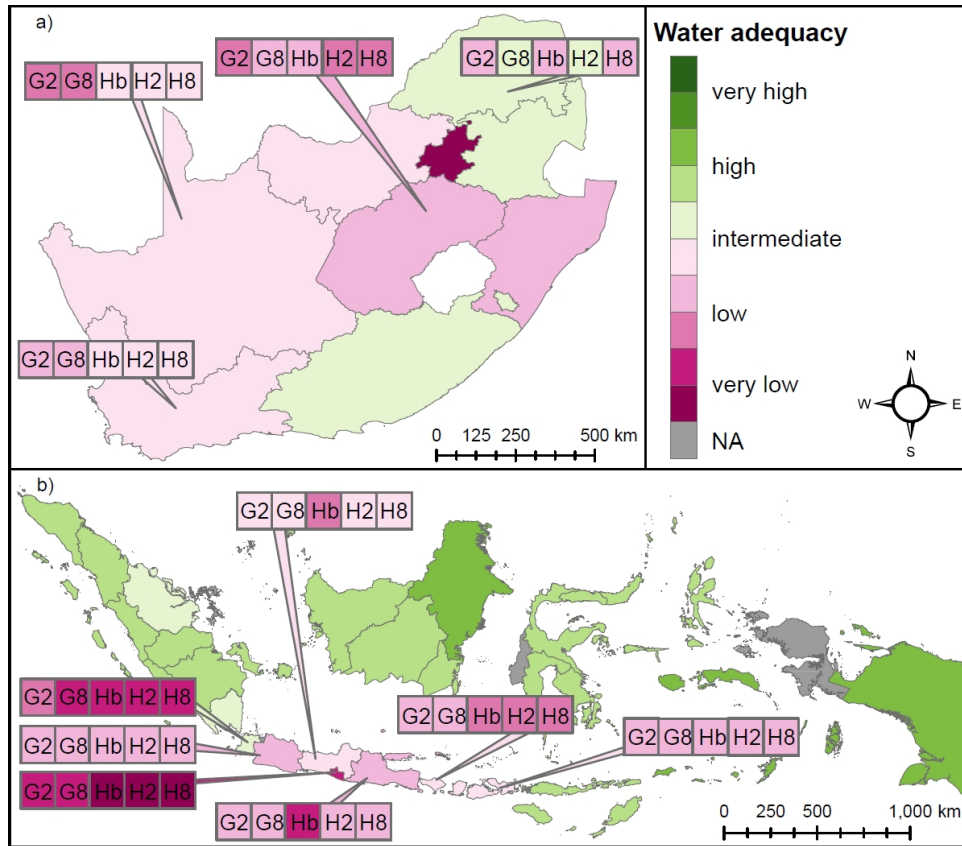 a)
G2 G8 Hb H2 H8
G2 G8 Hb H2 H8
G2 G8 Hb H2 H8
G2 G8 Hb H2 H8
0 125 250 500 km
Water adequacy
very high
high
intermediate
low
very low
NA
N
W E
S
b)
G2 G8 Hb H2 H8
G2 G8 Hb H2 H8
G2 G8 Hb H2 H8
G2 G8 Hb H2 H8
G2 G8 Hb H2 H8
G2 G8 Hb H2 H8
G2 G8 Hb H2 H8
0 250 500 1,000 km